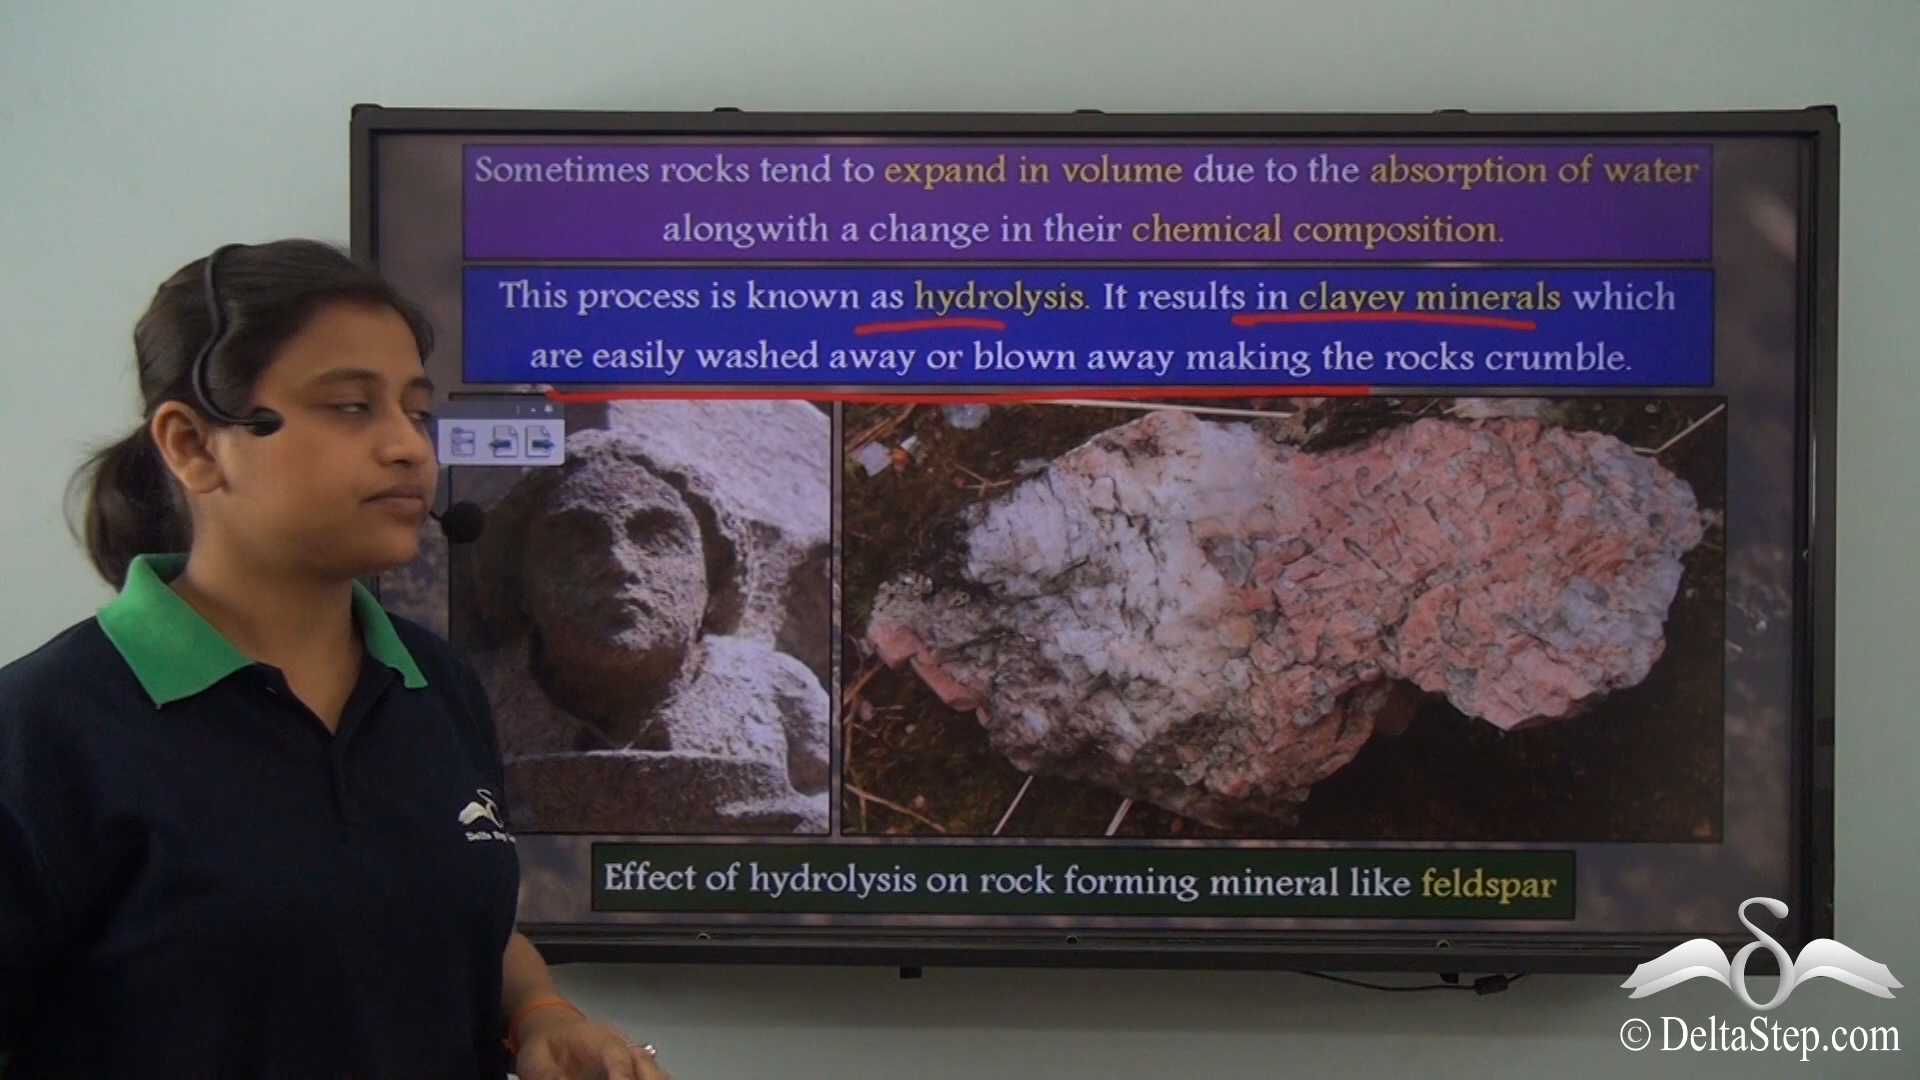 Sometimes rocks tend to expand in volume due to the absorption of water
alongwith a change in their chemical composition.
This process is known as hydrolysis. It results in clayey minerals which
are easily washed away or blown away making the rocks crumble.
Effect of hydrolysis on rock forming mineral like feldspar
Delta Step
© DeltaStep.com